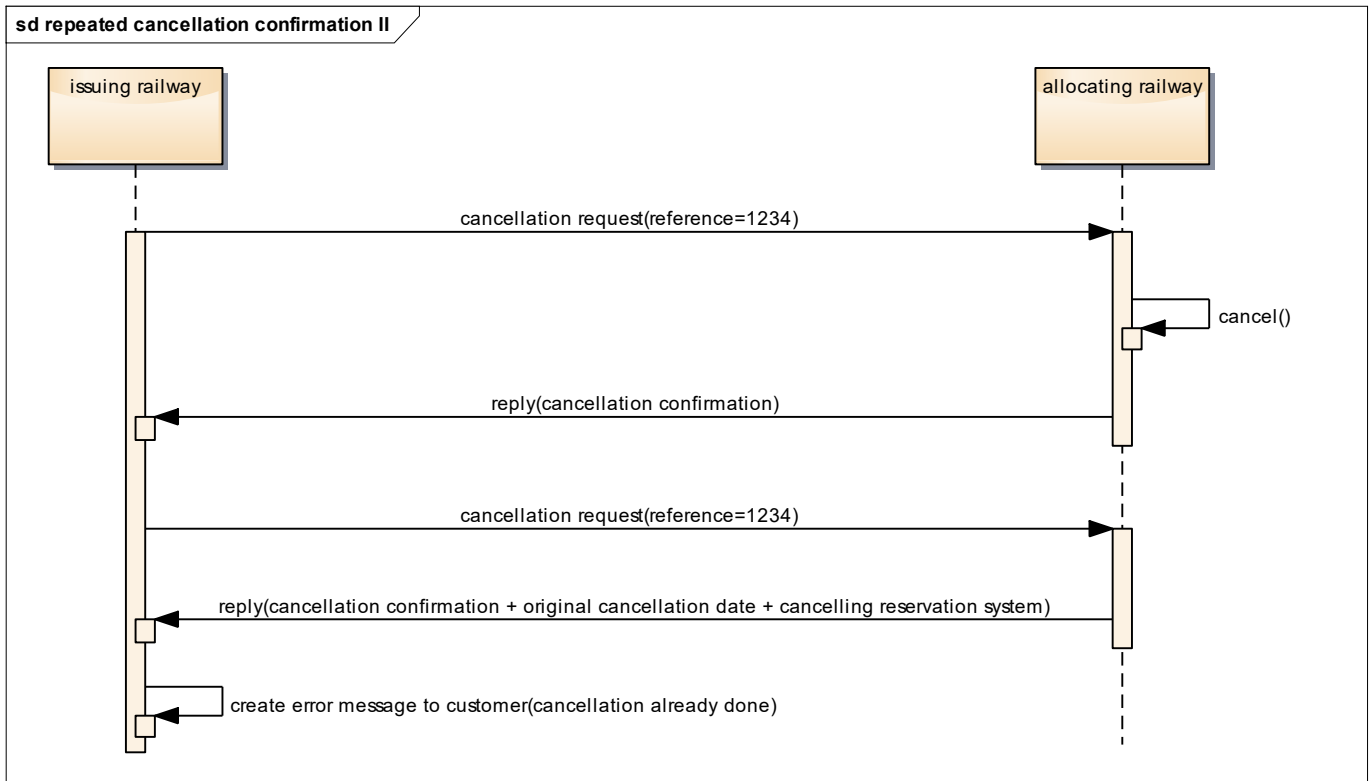 sd repeated cancellation confirmation II
issuing railway
allocating railway
cancellation request(reference=1234)
cancel()
reply(cancellation confirmation)
cancellation request(reference=1234)
reply(cancellation confirmation + original cancellation date + cancelling reservation system)
create error message to customer(cancellation already done)